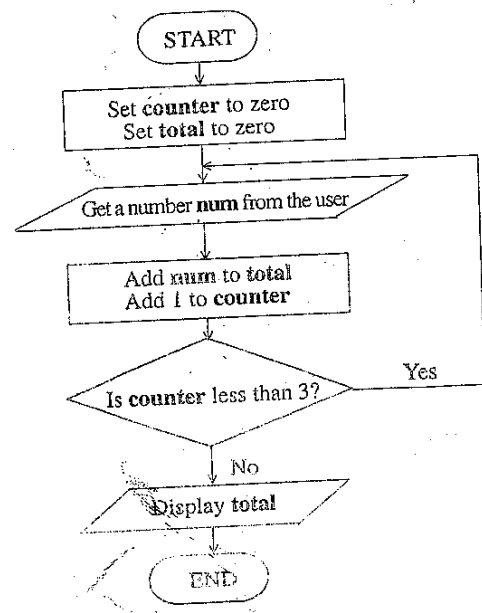 START
Set counter to zero
Set total to zero
Get a number num from the user
Add num to total
Add 1 to counter
Is counter less than 3?
Yes
No
Display total
END